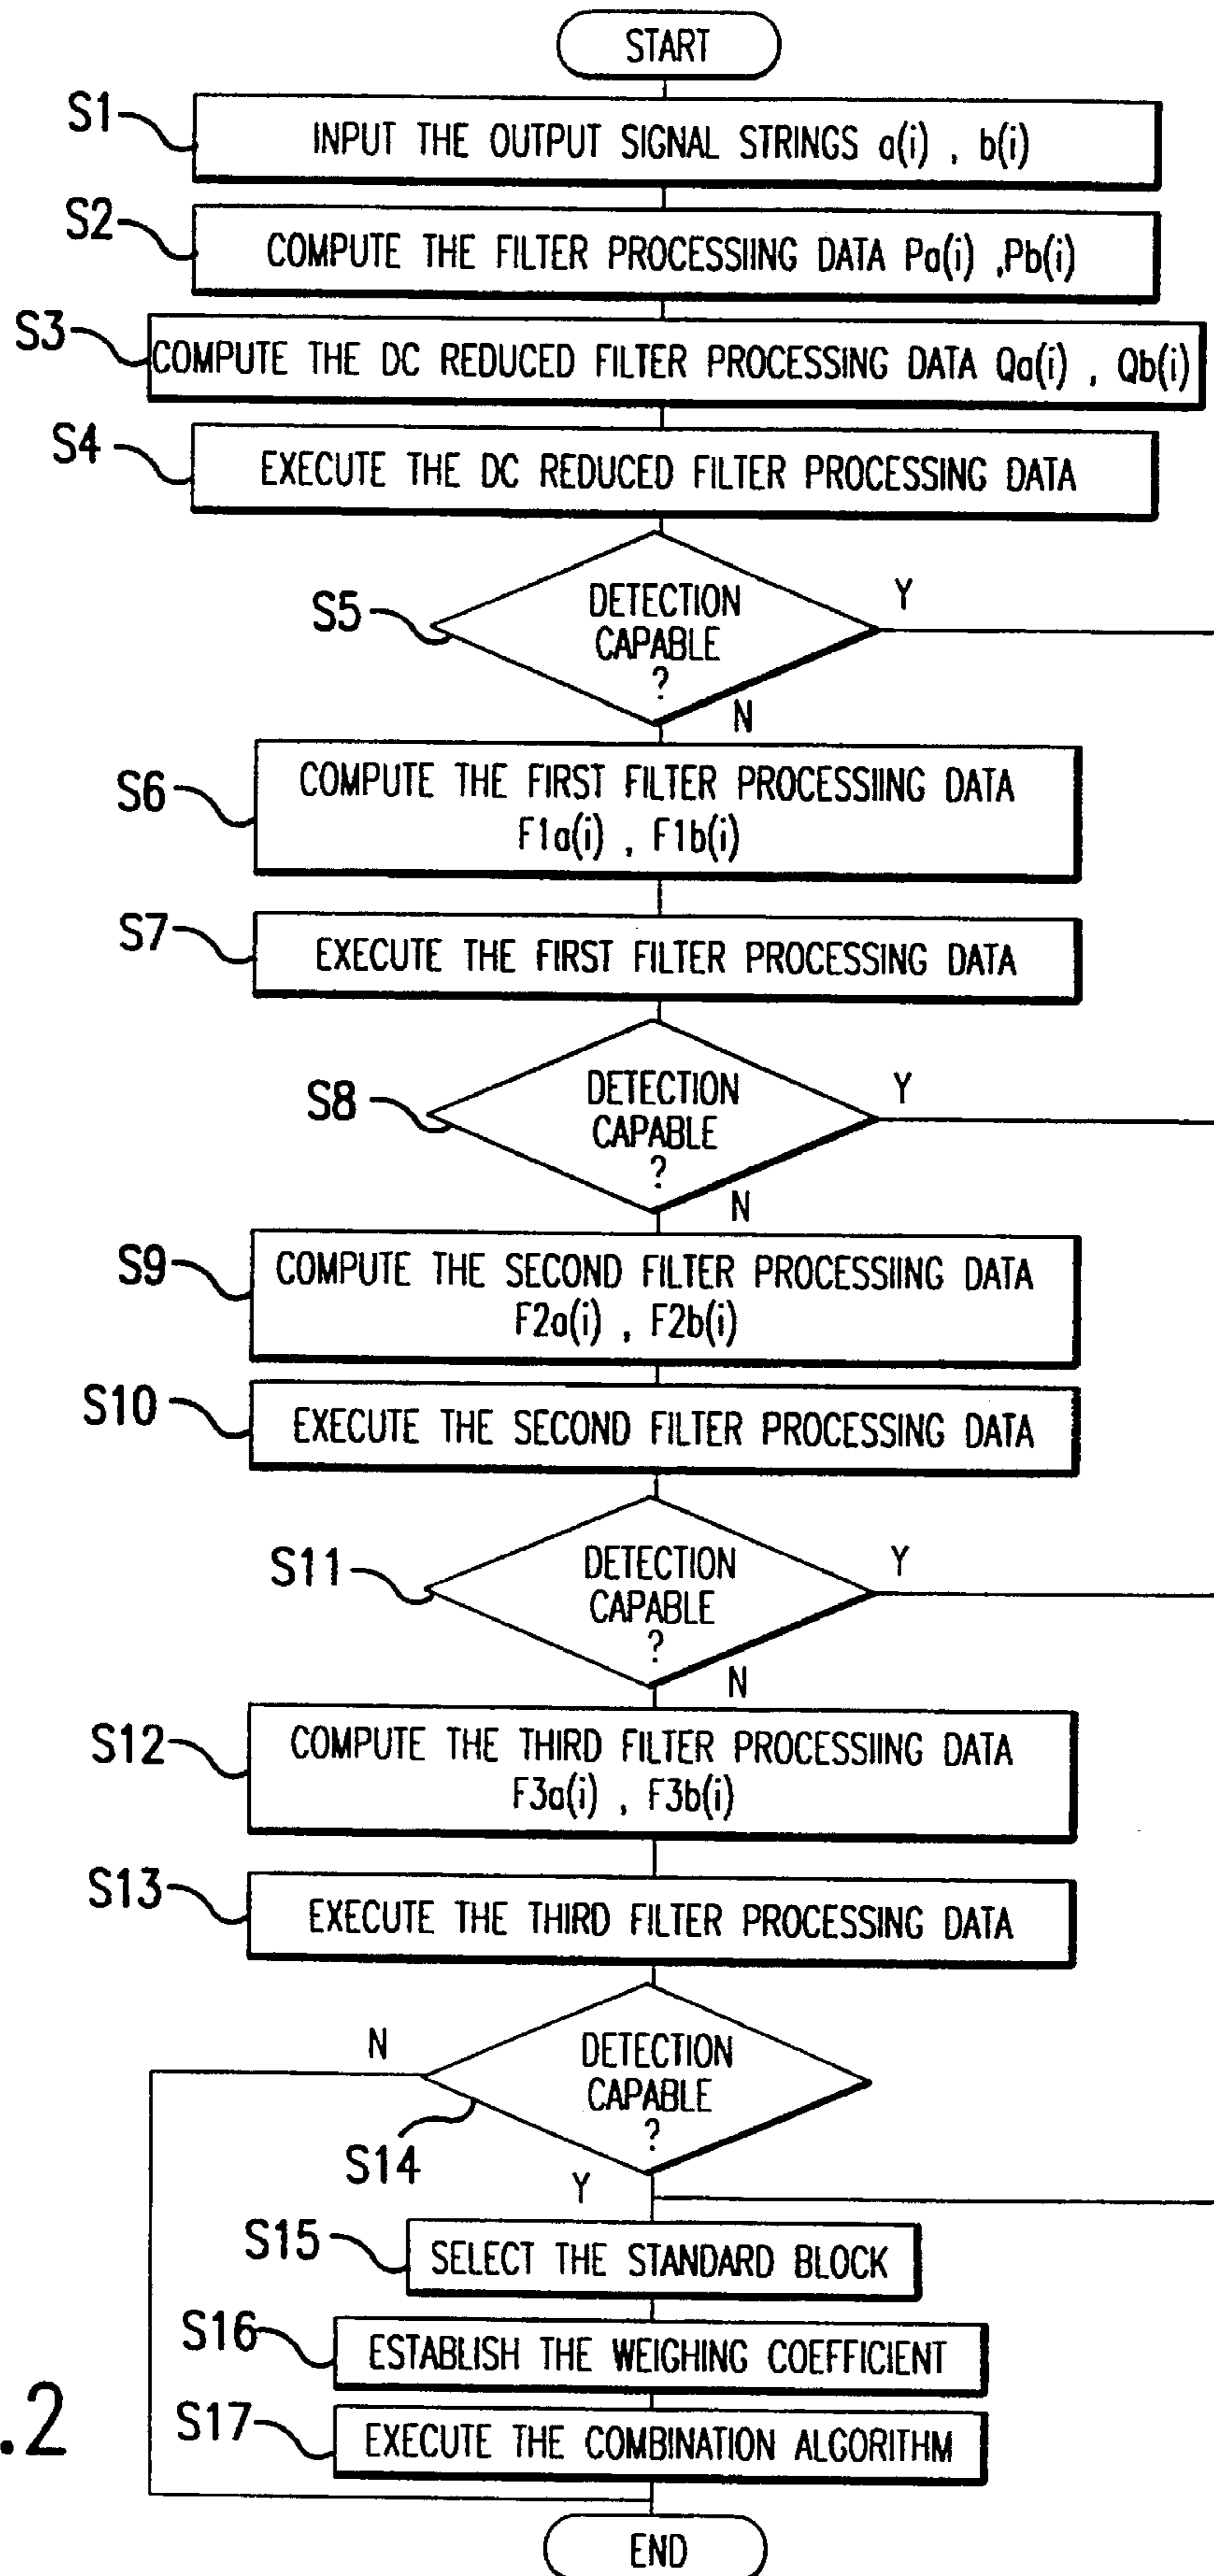 START
S1
INPUT THE OUTPUT SIGNAL STRINGS a(i) , b(i)
S2
COMPUTE THE FILTER PROCESSIING DATA Pa(i) ,Pb(i)
S3
COMPUTE THE DC REDUCED FILTER PROCESSING DATA Qa(i) , Qb(i)
S4
EXECUTE THE DC REDUCED FILTER PROCESSING DATA
S5
DETECTION
CAPABLE
?
Y
N
S6
COMPUTE THE FIRST FILTER PROCESSIING DATA
F1a(i) , F1b(i)
S7
EXECUTE THE FIRST FILTER PROCESSING DATA
S8
DETECTION
CAPABLE
?
Y
N
S9
COMPUTE THE SECOND FILTER PROCESSIING DATA
F2a(i) , F2b(i)
S10
EXECUTE THE SECOND FILTER PROCESSING DATA
S11
DETECTION
CAPABLE
?
Y
N
S12
COMPUTE THE THIRD FILTER PROCESSIING DATA
F3a(i) , F3b(i)
S13
EXECUTE THE THIRD FILTER PROCESSING DATA
N
DETECTION
CAPABLE
?
S14
Y
S15
SELECT THE STANDARD BLOCK
S16
ESTABLISH THE WEIGHING COEFFICIENT
.2
S17
EXECUTE THE COMBINATION ALGORITHM
END